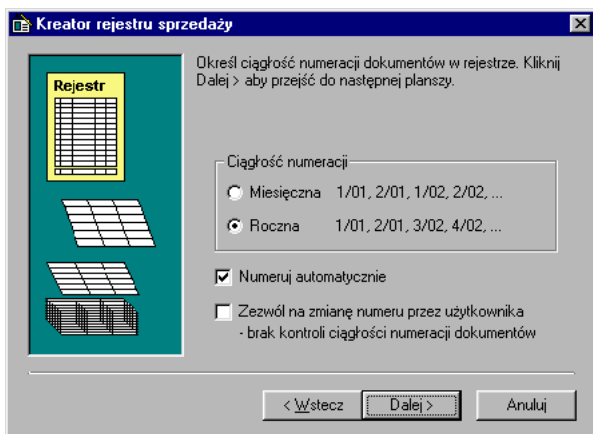 Kreator rejestru sprzedaży
Określ ciągłość numeracji dokumentów w rejestrze. Kliknij
Dalej > aby przejść do następnej planszy.
Rejestr
Ciągłość numeracji
Miesięczna 1/01, 2/01, 1/02, 2/02, ...
Roczna 1/01, 2/01, 3/02, 4/02, ...
Numeruj automatycznie
Zezwól na zmianę numeru przez użytkownika
- brak kontroli ciągłości numeracji dokumentów
< Wstecz Dalej > Anuluj